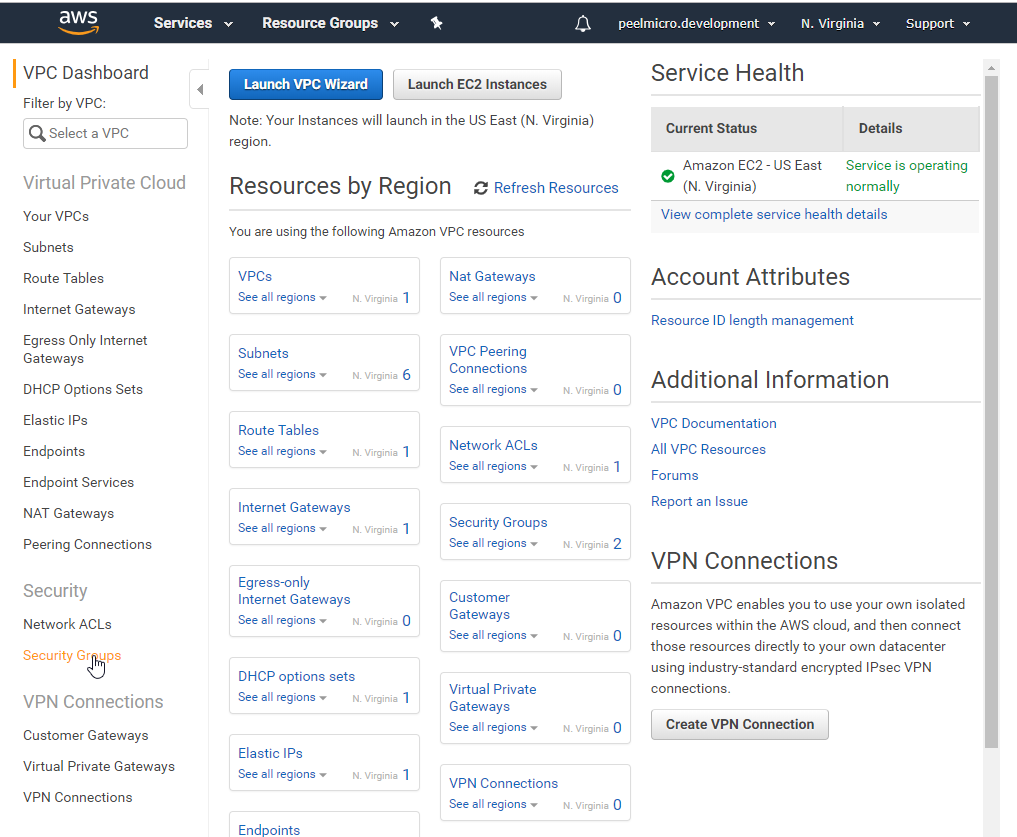 aws
Services
Resource Groups
peelmicro.development
N. Virginia
Support
VPC Dashboard
Filter by VPC:
Select a VPC
Virtual Private Cloud
Your VPCs
Subnets
Route Tables
Internet Gateways
Egress Only Internet
Gateways
DHCP Options Sets
Elastic IPs
Endpoints
Endpoint Services
NAT Gateways
Peering Connections
Security
Network ACLs
Security Groups
VPN Connections
Customer Gateways
Virtual Private Gateways
VPN Connections
Launch VPC Wizard
Launch EC2 Instances
Note: Your Instances will launch in the US East (N. Virginia)
region.
Resources by Region
Refresh Resources
You are using the following Amazon VPC resources
VPCs
See all regions N. Virginia 1
Subnets
See all regions N. Virginia 6
Route Tables
See all regions N. Virginia 1
Internet Gateways
See all regions N. Virginia 1
Egress-only
Internet Gateways
See all regions N. Virginia 0
DHCP options sets
See all regions N. Virginia 1
Elastic IPs
See all regions N. Virginia 1
Endpoints
Nat Gateways
See all regions N. Virginia 0
VPC Peering
Connections
See all regions N. Virginia 0
Network ACLs
See all regions N. Virginia 1
Security Groups
See all regions N. Virginia 2
Customer
Gateways
See all regions N. Virginia 0
Virtual Private
Gateways
See all regions N. Virginia 0
VPN Connections
See all regions N. Virginia 0
Service Health
Current Status Details
Amazon EC2 - US East Service is operating
(N. Virginia) normally
View complete service health details
Account Attributes
Resource ID length management
Additional Information
VPC Documentation
All VPC Resources
Forums
Report an Issue
VPN Connections
Amazon VPC enables you to use your own isolated
resources within the AWS cloud, and then connect
those resources directly to your own datacenter
using industry-standard encrypted IPsec VPN
connections.
Create VPN Connection